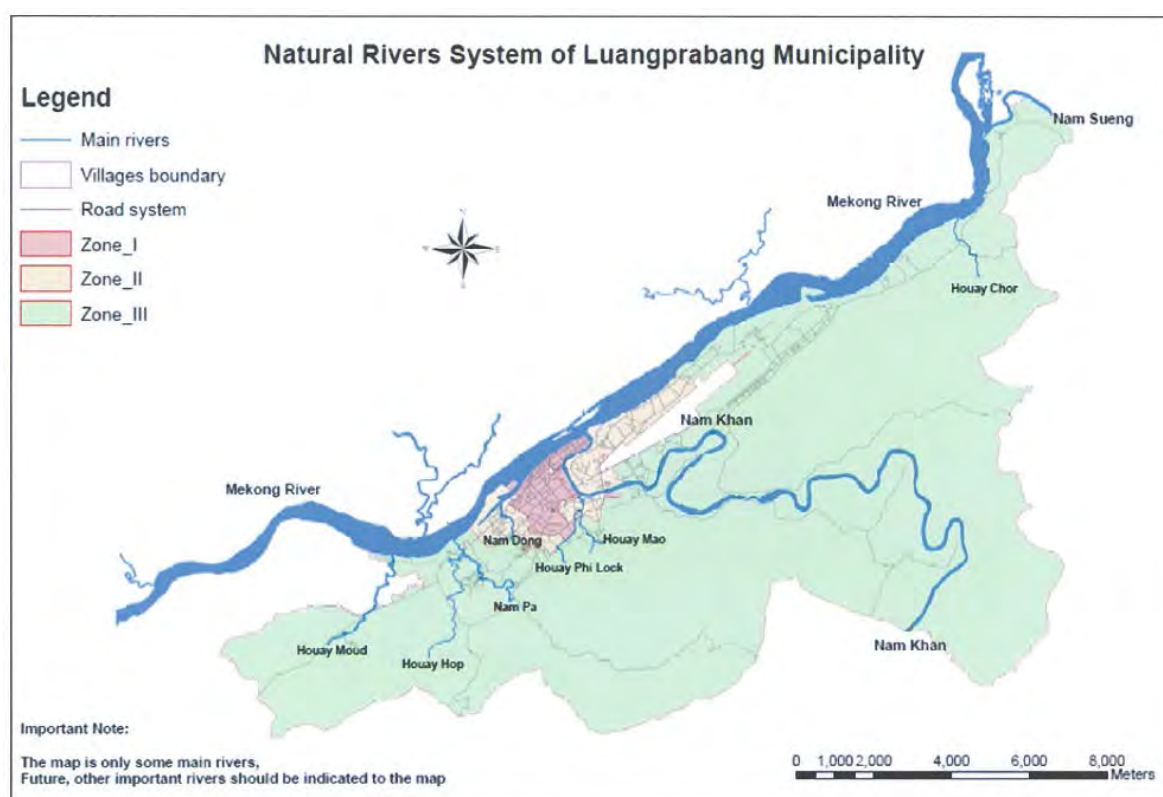 Natural Rivers System of Luangprabang Municipality
Legend
Main rivers
Villages boundary
Road system
Zone_I
Zone_II
Zone_III
Nam Sueng
Mekong River
Houay Chor
Nam Khan
Mekong River
Nam Dong
Houay Mao
Houay Phi Lock
Nam Pa
Houay Moud
Houay Hop
Nam Khan
Important Note:
The map is only some main rivers,
Future, other important rivers should be indicated to the map
0 1,000 2,000 4,000 6,000 8,000
Meters